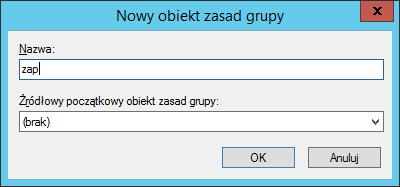 Nowy obiekt zasad grupy
x
Nazwa:
zap
Źródłowy początkowy obiekt zasad grupy:
(brak)
OK
Anuluj